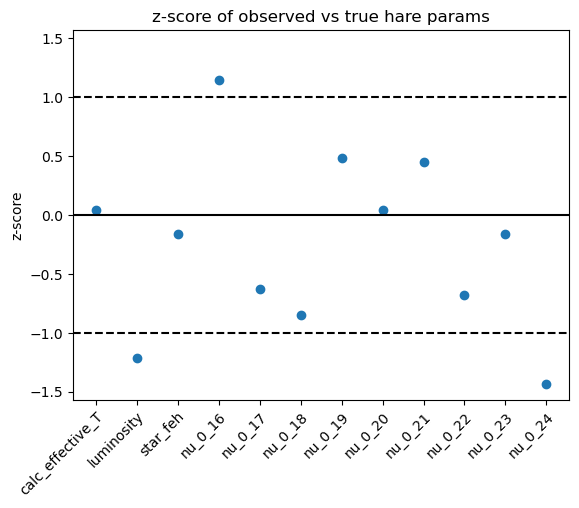 z-score of observed vs true hare params
z-score
1.5
1.0
0.5
0.0
−0.5
−1.0
−1.5
calc_effective_T
luminosity
star_feh
nu_0_16
nu_0_17
nu_0_18
nu_0_19
nu_0_20
nu_0_21
nu_0_22
nu_0_23
nu_0_24